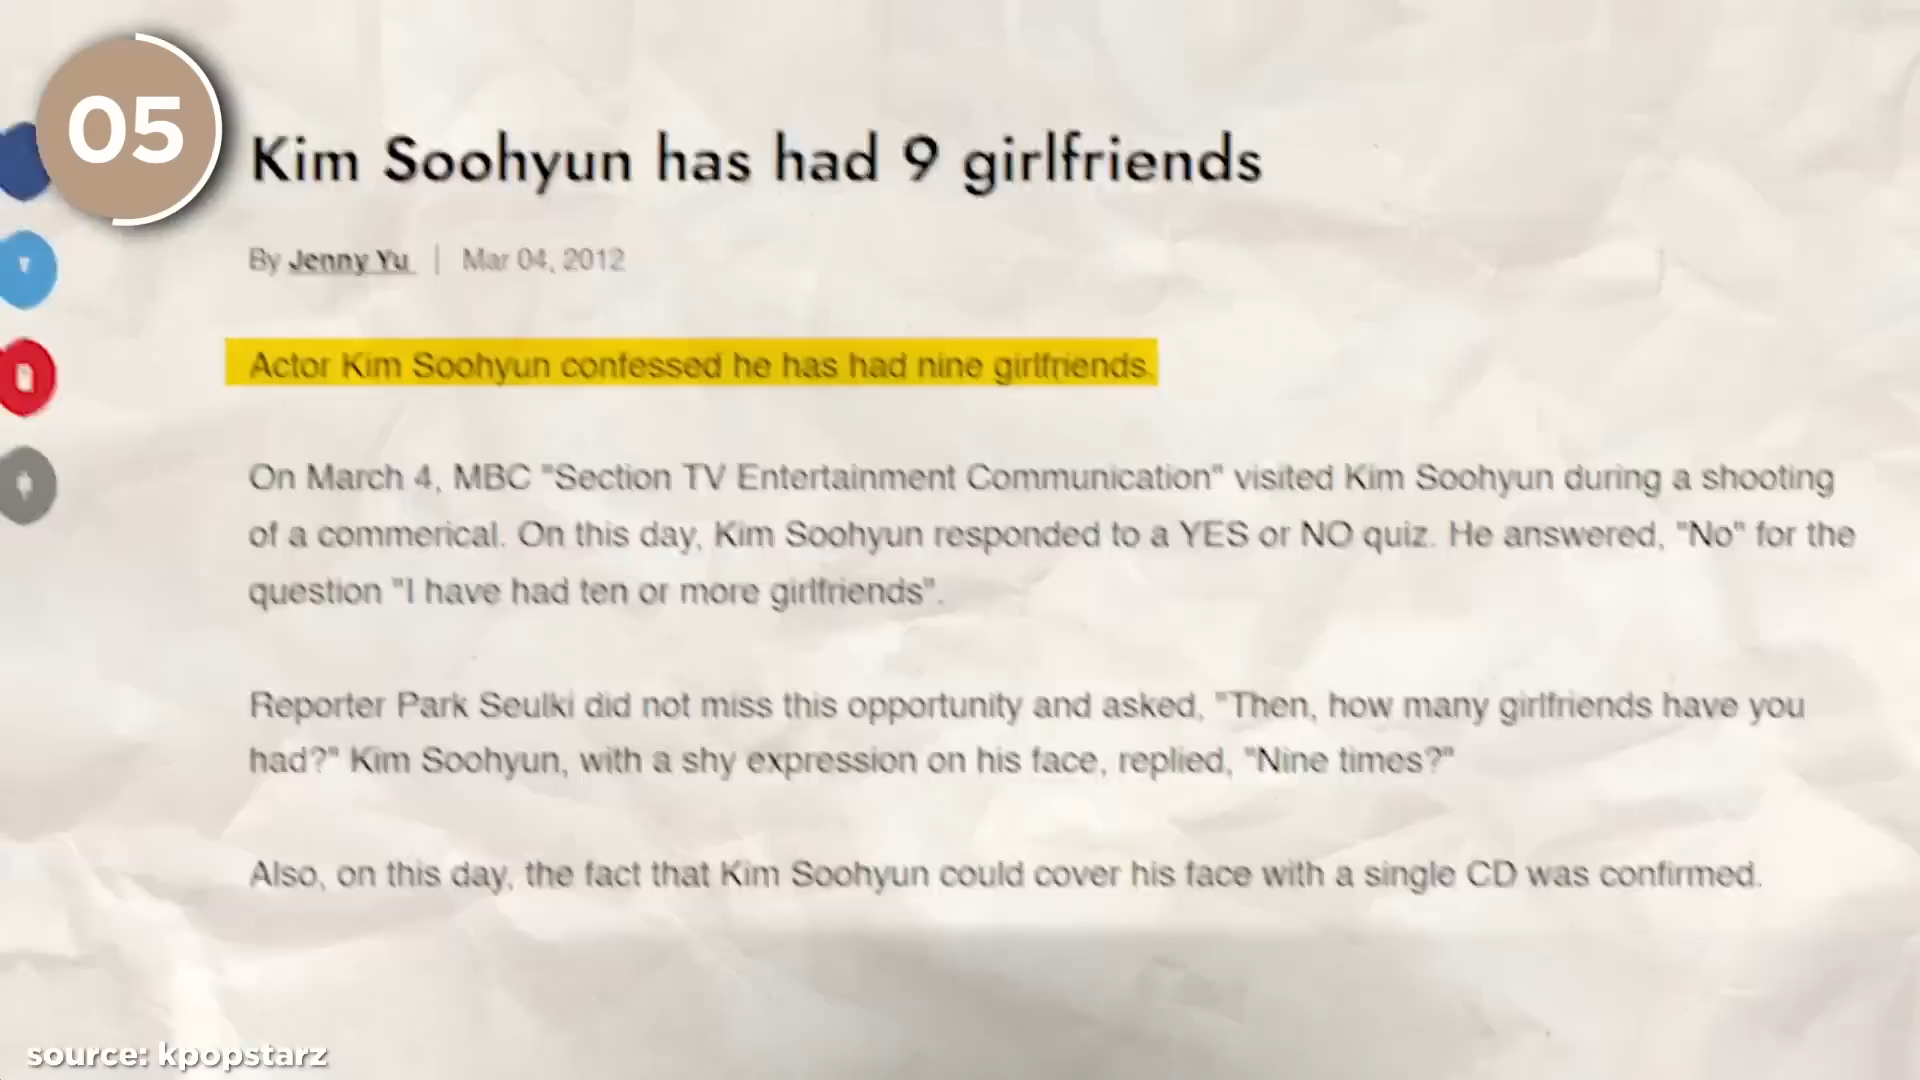 05
Kim Soohyun has had 9 girlfriends
By Jenny Yu | Mar 04, 2012
Actor Kim Soohyun confessed he has had nine girlfriends.
On March 4, MBC "Section TV Entertainment Communication" visited Kim Soohyun during a shooting
of a commerical. On this day, Kim Soohyun responded to a YES or NO quiz. He answered, "No" for the
question "I have had ten or more girlfriends".
Reporter Park Seulki did not miss this opportunity and asked, "Then, how many girlfriends have you
had?" Kim Soohyun, with a shy expression on his face, replied, "Nine times?"
Also, on this day, the fact that Kim Soohyun could cover his face with a single CD was confirmed.
source: kpopstarz